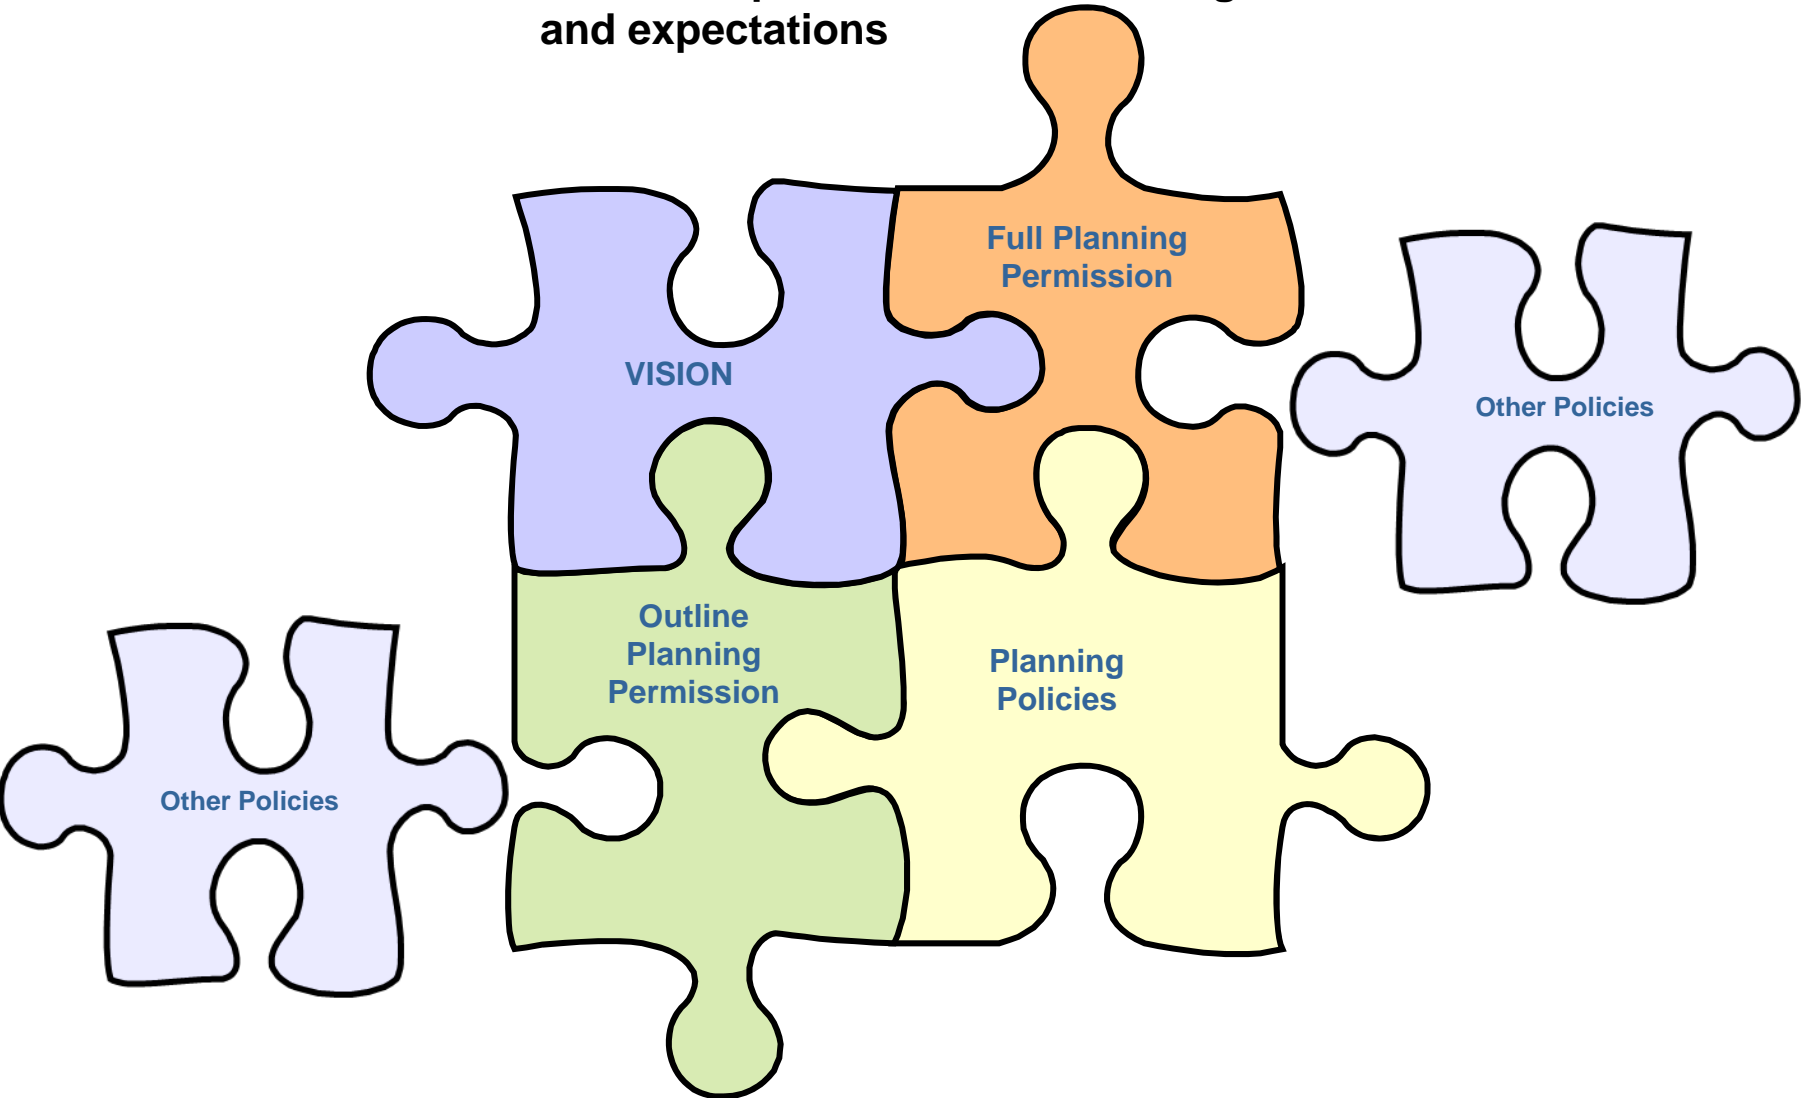 and expectations
Full Planning
Permission
VISION
Other Policies
Outline
Planning
Permission
Planning
Policies
Other Policies